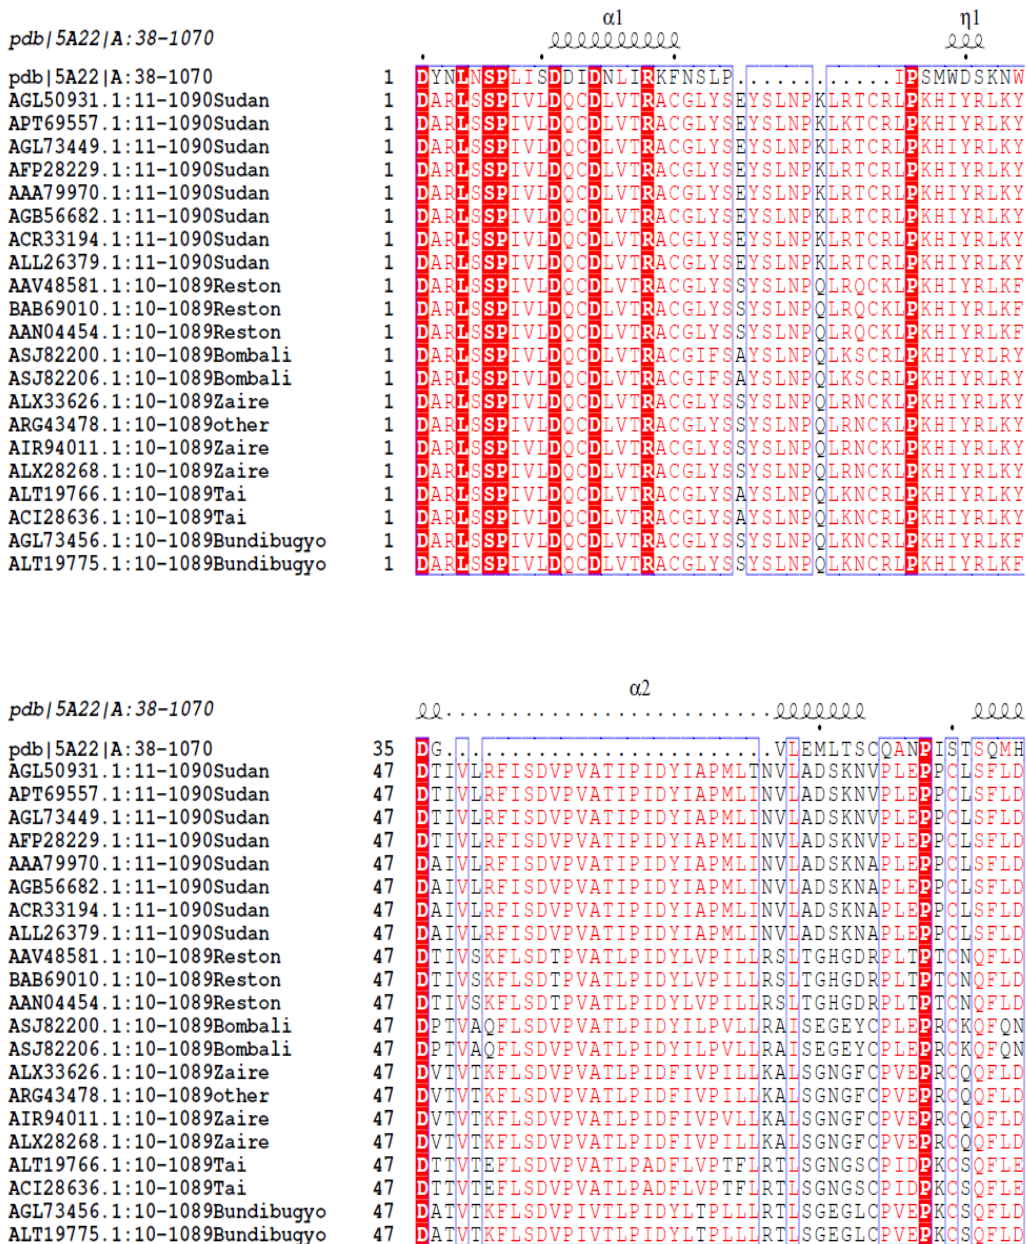 α1 η1
pdb|5A22|A:38-1070
pdb|5A22|A:38-1070 1 DYNLNSPLISDDIDNLIRKFNSLP.............IPSMWDSKNW
AGL50931.1:11-1090Sudan 1 DARLSSPIVLDQCDLVTRACGLYSEYSLNPKLRTCRLPKHIYRLKY
APT69557.1:11-1090Sudan 1 DARLSSPIVLDQCDLVTRACGLYSEYSLNPKLKTCRLPKHIYRLKY
AGL73449.1:11-1090Sudan 1 DARLSSPIVLDQCDLVTRACGLYSEYSLNPKLRTCRLPKHIYRLKY
AFP28229.1:11-1090Sudan 1 DARLSSPIVLDQCDLVTRACGLYSEYSLNPKLRTCRLPKHIYRLKY
AAA79970.1:11-1090Sudan 1 DARLSSPIVLDQCDLVTRACGLYSEYSLNPKLRTCRLPKHIYRLKY
AGB56682.1:11-1090Sudan 1 DARLSSPIVLDQCDLVTRACGLYSEYSLNPKLRTCRLPKHIYRLKY
ACR33194.1:11-1090Sudan 1 DARLSSPIVLDQCDLVTRACGLYSEYSLNPKLRTCRLPKHIYRLKY
ALL26379.1:11-1090Sudan 1 DARLSSPIVLDQCDLVTRACGLYSEYSLNPKLRTCRLPKHIYRLKY
AAV48581.1:10-1089Reston 1 DARLSSPIVLDQCDLVTRACGLYSSYSLNPQLRQCKLPKHIYRLKF
BAB69010.1:10-1089Reston 1 DARLSSPIVLDQCDLVTRACGLYSSYSLNPQLRQCKLPKHIYRLKF
AAN04454.1:10-1089Reston 1 DARLSSPIVLDQCDLVTRACGLYSSYSLNPQLRQCKLPKHIYRLKF
ASJ82200.1:10-1089Bombali 1 DARLSSPIVLDQCDLVTRACGIFSAYSLNPQLKSCRLPKHIYRLRY
ASJ82206.1:10-1089Bombali 1 DARLSSPIVLDQCDLVTRACGIFSAYSLNPQLKSCRLPKHIYRLRY
ALX33626.1:10-1089Zaire 1 DARLSSPIVLDQCDLVTRACGLYSSYSLNPQLRNCKLPKHIYRLKY
ARG43478.1:10-1089other 1 DARLSSPIVLDQCDLVTRACGLYSSYSLNPQLRNCKLPKHIYRLKY
AIR94011.1:10-1089Zaire 1 DARLSSPIVLDQCDLVTRACGLYSSYSLNPQLRNCKLPKHIYRLKY
ALX28268.1:10-1089Zaire 1 DARLSSPIVLDQCDLVTRACGLYSSYSLNPQLRNCKLPKHIYRLKY
ALT19766.1:10-1089Tai 1 DARLSSPIVLDQCDLVTRACGLYSAYSLNPQLKNCRLPKHIYRLKY
ACI28636.1:10-1089Tai 1 DARLSSPIVLDQCDLVTRACGLYSAYSLNPQLKNCRLPKHIYRLKY
AGL73456.1:10-1089Bundibugyo 1 DARLSSPIVLDQCDLVTRACGLYSSYSLNPQLKNCRLPKHIYRLKF
ALT19775.1:10-1089Bundibugyo 1 DARLSSPIVLDQCDLVTRACGLYSSYSLNPQLKNCRLPKHIYRLKF
α2
pdb|5A22|A:38-1070
pdb|5A22|A:38-1070 35 DG.........................VLEMLTSCQANPISTSQMH
AGL50931.1:11-1090Sudan 47 DTIVLRFISDVPVATIPIDYIAPMLTNVLADSKNVPLEPPCLSFLD
APT69557.1:11-1090Sudan 47 DTIVLRFISDVPVATIPIDYIAPMLINVLADSKNVPLEPPCLSFLD
AGL73449.1:11-1090Sudan 47 DTIVLRFISDVPVATIPIDYIAPMLINVLADSKNVPLEPPCLSFLD
AFP28229.1:11-1090Sudan 47 DTIVLRFISDVPVATIPIDYIAPMLINVLADSKNVPLEPPCLSFLD
AAA79970.1:11-1090Sudan 47 DAIVLRFISDVPVATIPIDYIAPMLINVLADSKNAPLEPPCLSFLD
AGB56682.1:11-1090Sudan 47 DAIVLRFISDVPVATIPIDYIAPMLINVLADSKNAPLEPPCLSFLD
ACR33194.1:11-1090Sudan 47 DAIVLRFISDVPVATIPIDYIAPMLINVLADSKNAPLEPPCLSFLD
ALL26379.1:11-1090Sudan 47 DAIVLRFISDVPVATIPIDYIAPMLINVLADSKNAPLEPPCLSFLD
AAV48581.1:10-1089Reston 47 DTIVSKFLSDTPVATLPIDYLVPILLRSLTGHGDRPLTPTCNQFLD
BAB69010.1:10-1089Reston 47 DTIVSKFLSDTPVATLPIDYLVPILLRSLTGHGDRPLTPTCNQFLD
AAN04454.1:10-1089Reston 47 DTIVSKFLSDTPVATLPIDYLVPILLRSLTGHGDRPLTPTCNQFLD
ASJ82200.1:10-1089Bombali 47 DPTVAQFLSDVPVATLPIDYILPVLLRAISEGEYCPLEPRCKQFQN
ASJ82206.1:10-1089Bombali 47 DPTVAQFLSDVPVATLPIDYILPVLLRAISEGEYCPLEPRCKQFQN
ALX33626.1:10-1089Zaire 47 DVTVTKFLSDVPVATLPIDFIVPILLKALSGNGFCPVEPRCQQFLD
ARG43478.1:10-1089other 47 DVTVTKFLSDVPVATLPIDFIVPILLKALSGNGFCPVEPRCQQFLD
AIR94011.1:10-1089Zaire 47 DVTVTKFLSDVPVATLPIDFIVPVLLKALSGNGFCPVEPRCQQFLD
ALX28268.1:10-1089Zaire 47 DVTVTKFLSDVPVATLPIDFIVPILLKALSGNGFCPVEPRCQQFLD
ALT19766.1:10-1089Tai 47 DTTVTEFLSDVPVATLPADFLVPTFLRTLSGNGSCPIDPKCSQFLE
ACI28636.1:10-1089Tai 47 DTTVTEFLSDVPVATLPADFLVPTFLRTLSGNGSCPIDPKCSQFLE
AGL73456.1:10-1089Bundibugyo 47 DATVTKFLSDVPIVTLPIDYLTPLLLRTLSGEGLCPVEPKCSQFLD
ALT19775.1:10-1089Bundibugyo 47 DATVTKFLSDVPIVTLPIDYLTPLLLRTLSGEGLCPVEPKCSQFLD